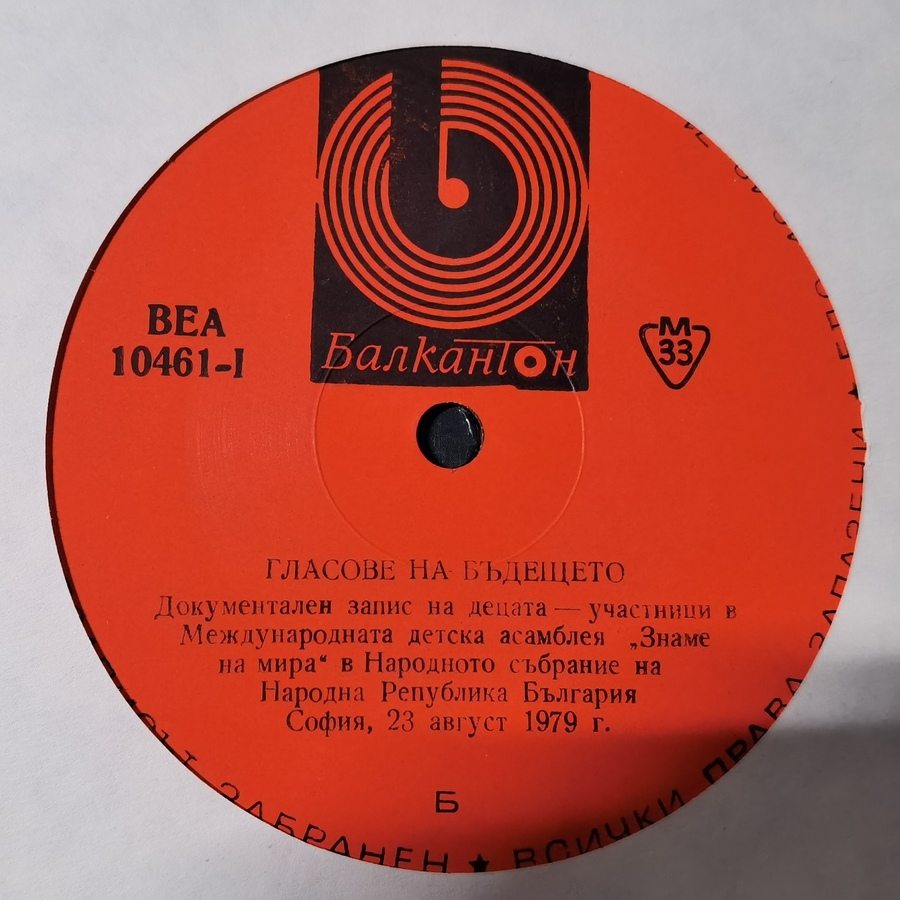 Балкантон
ВЕА
10461-I
М
33
ГЛАСОВЕ НА БЪДЕЩЕТО
Документален запис на децата — участници в
Международната детска асамблея „Знаме
на мира“ в Народното събрание на
Народна Република България
София, 23 август 1979 г.
Б
ЗАБРАНЕН ★ ВСИЧКИ ПРАВА ЗАПАЗЕНИ ★